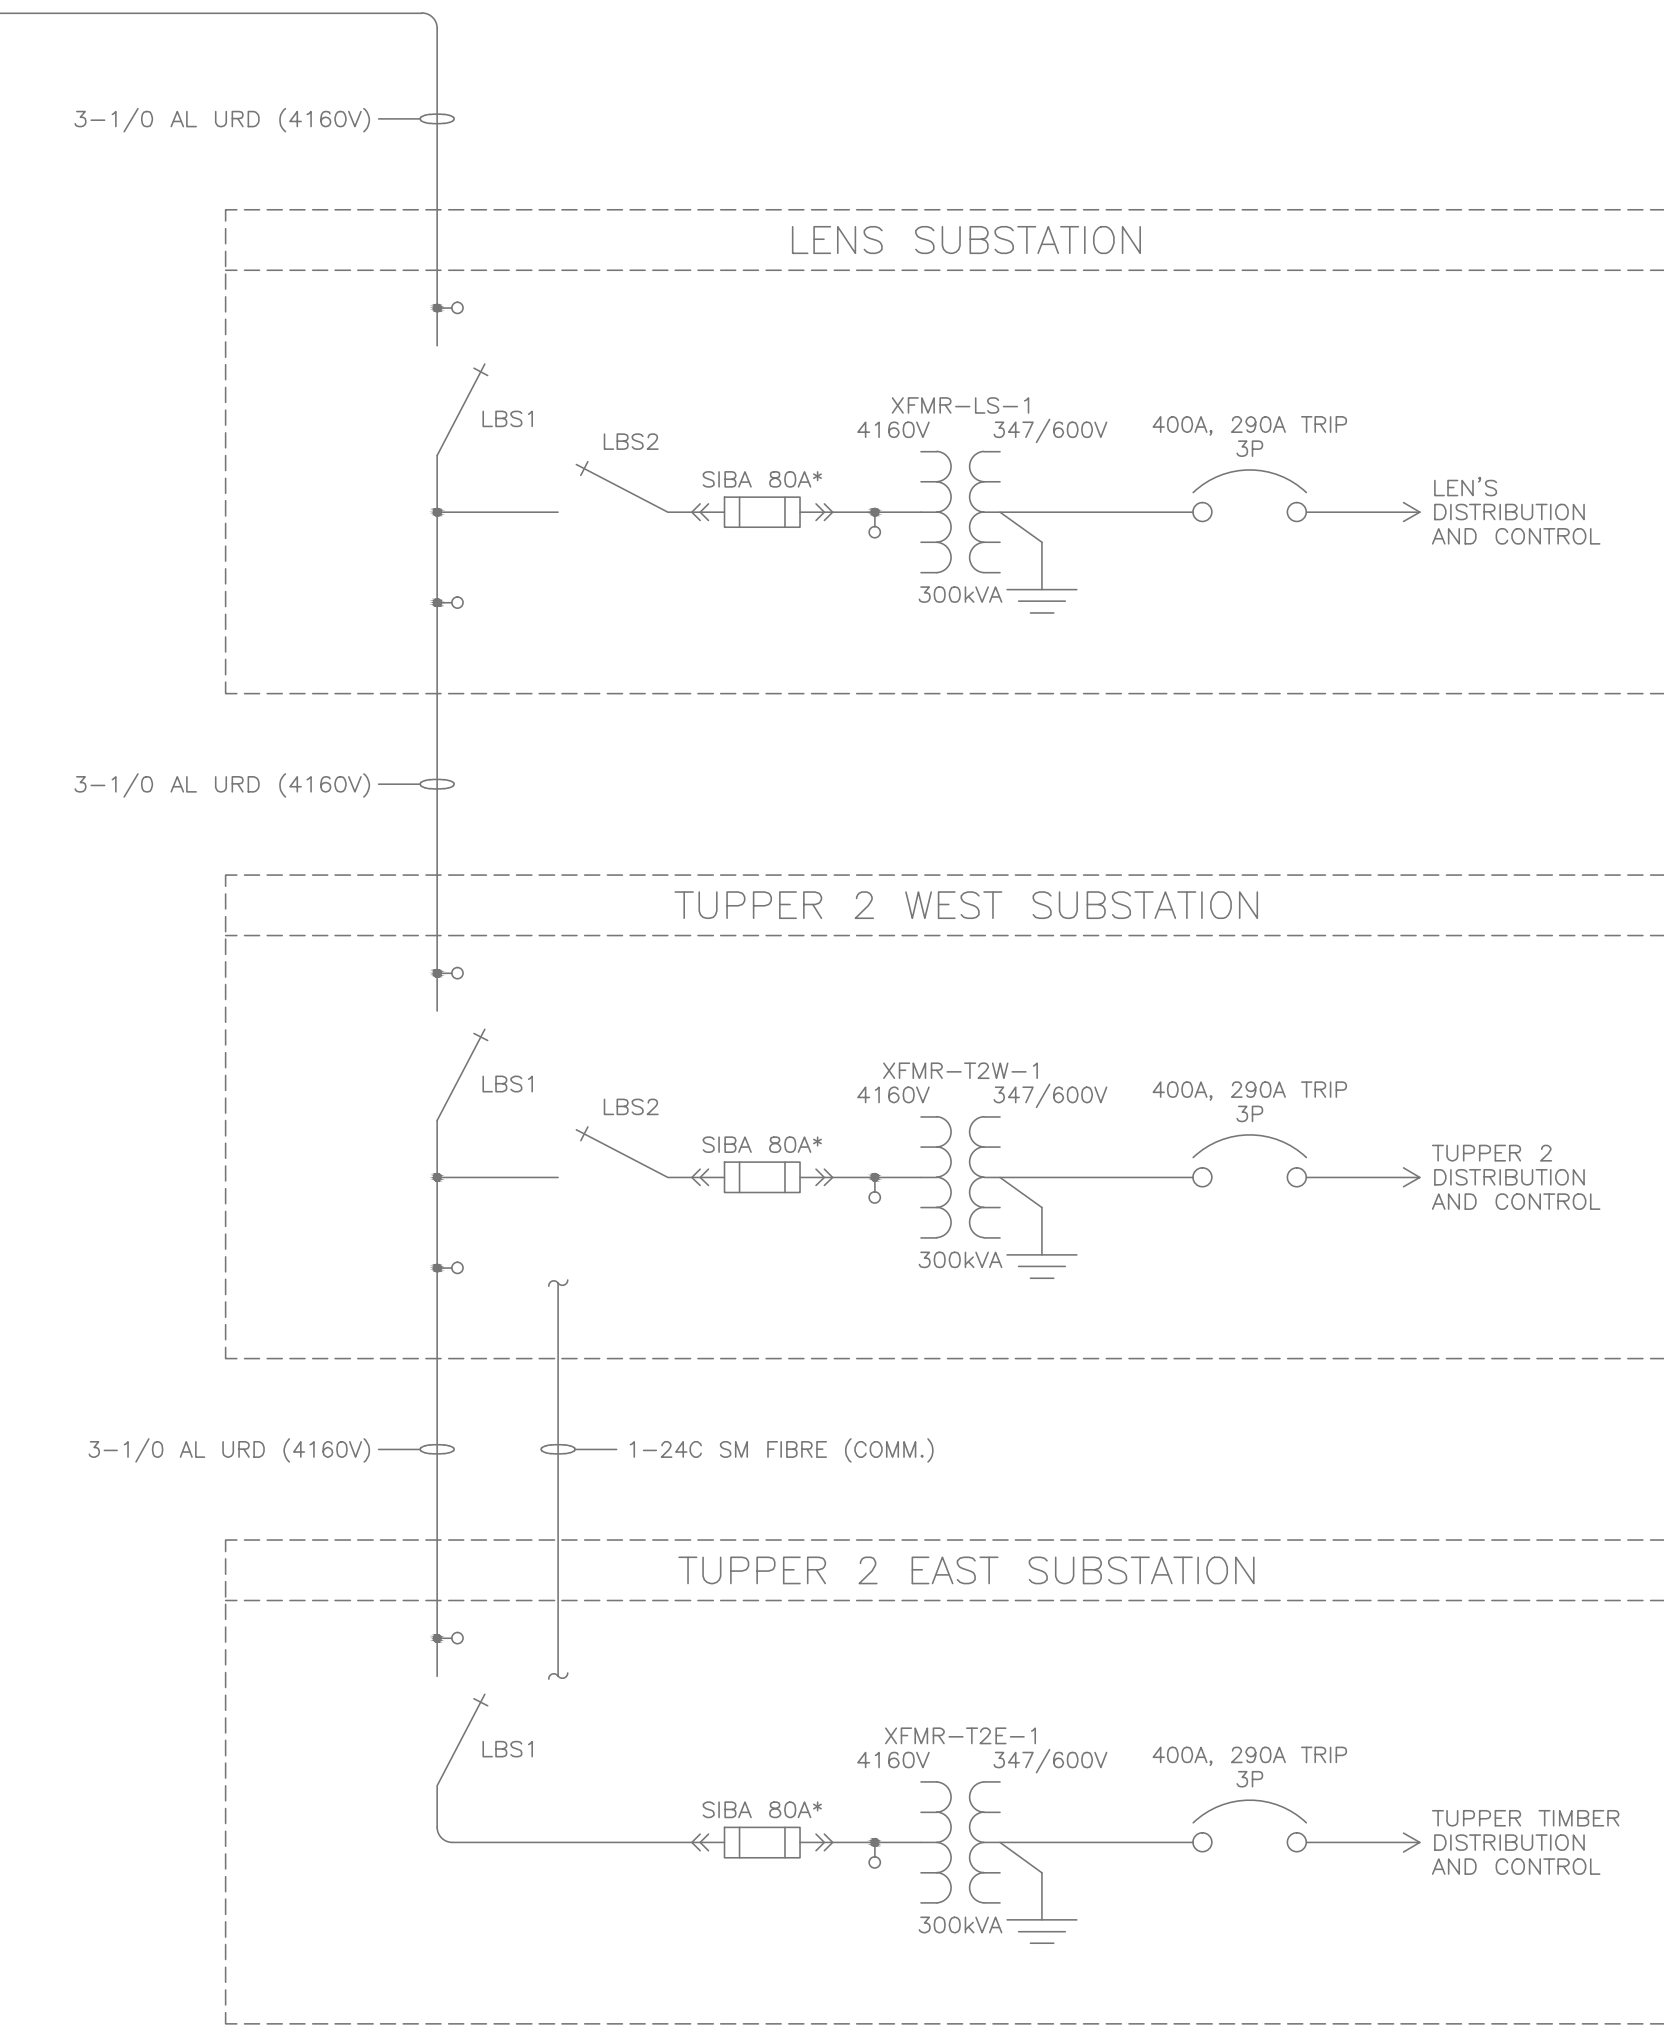 3-1/0 AL URD (4160V)
LENS SUBSTATION
LBS1
LBS2
SIBA 80A*
XFMR-LS-1
4160V 347/600V
300kVA
400A, 290A TRIP
3P
LEN'S
DISTRIBUTION
AND CONTROL
3-1/0 AL URD (4160V)
TUPPER 2 WEST SUBSTATION
LBS1
LBS2
SIBA 80A*
XFMR-T2W-1
4160V 347/600V
300kVA
400A, 290A TRIP
3P
TUPPER 2
DISTRIBUTION
AND CONTROL
3-1/0 AL URD (4160V)
1-24C SM FIBRE (COMM.)
TUPPER 2 EAST SUBSTATION
LBS1
SIBA 80A*
XFMR-T2E-1
4160V 347/600V
300kVA
400A, 290A TRIP
3P
TUPPER TIMBER
DISTRIBUTION
AND CONTROL